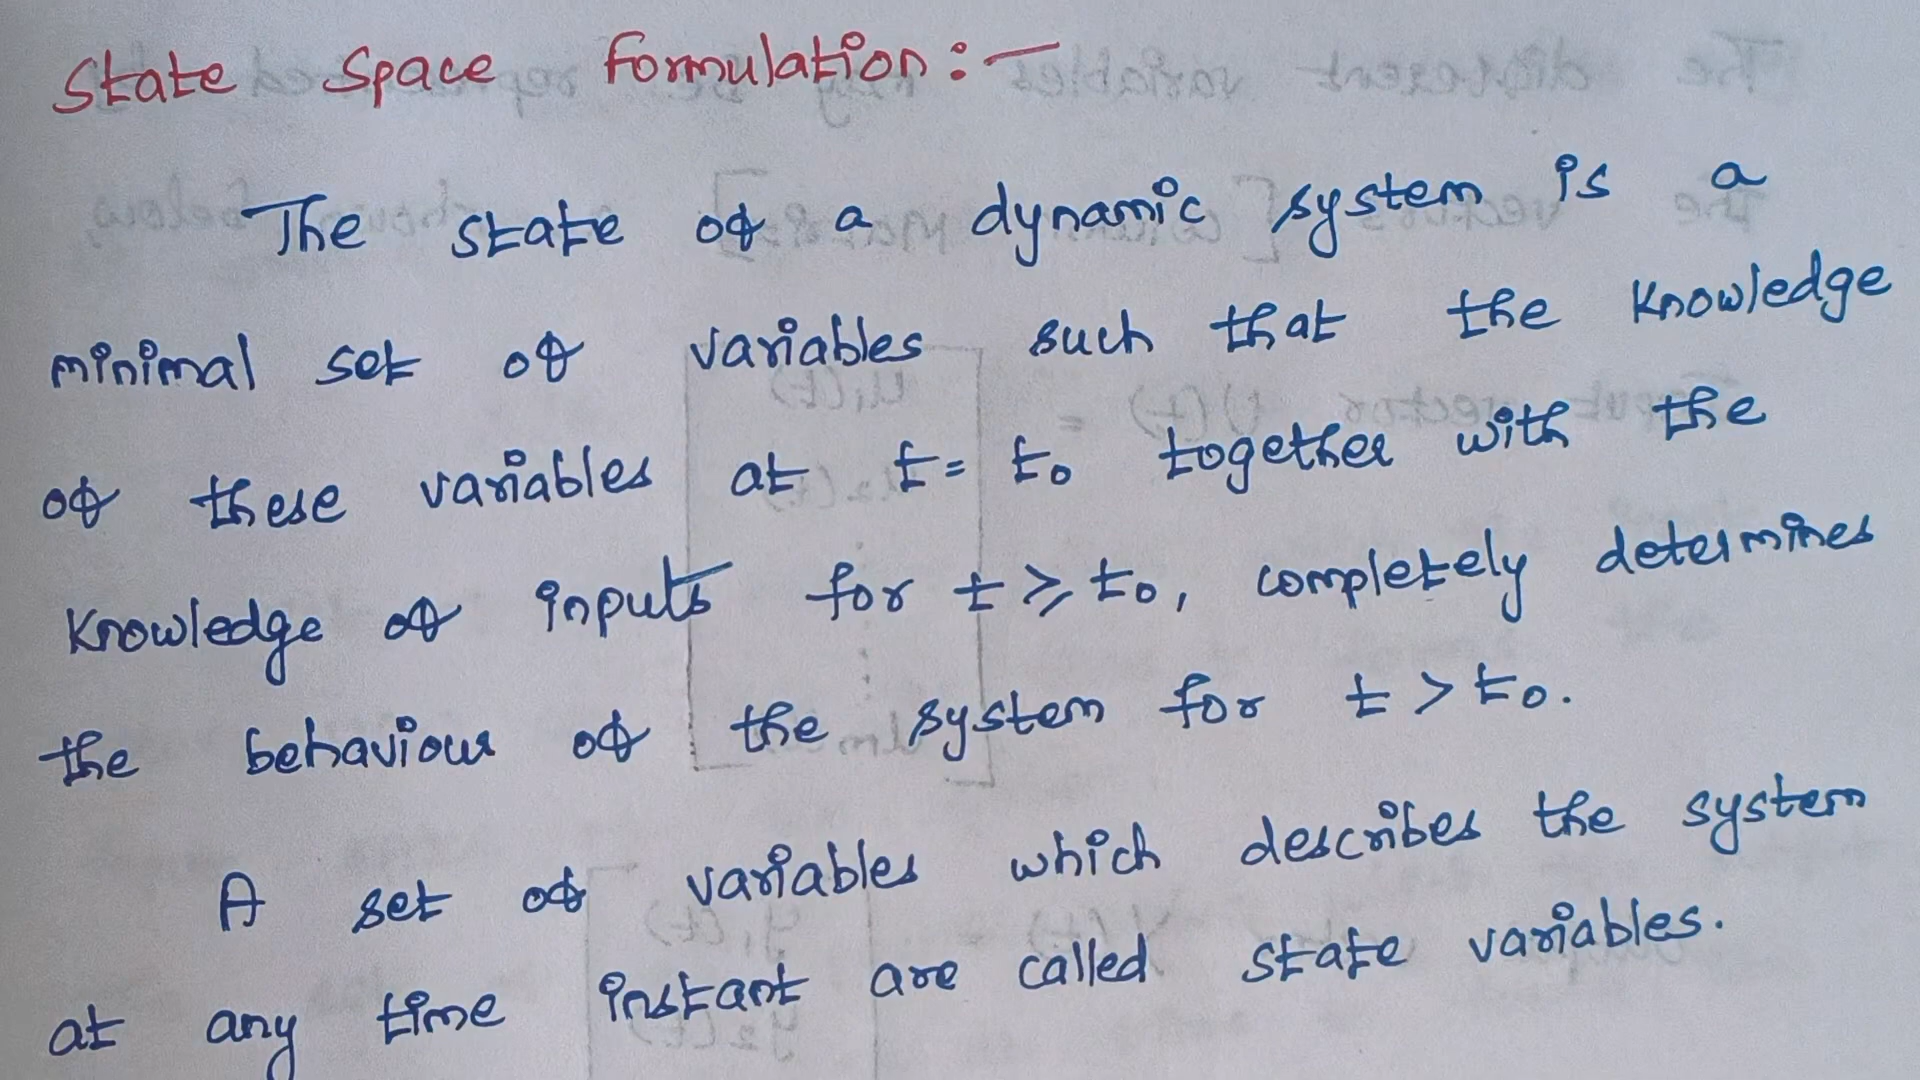 State Space formulation:-
The state of a dynamic system is a
minimal set of variables such that the knowledge
of these variables at t = t₀ together with the
knowledge of inputs for t ≥ t₀, completely determines
the behaviour of the system for t > t₀.
A set of variables which describes the system
at any time instant are called state variables.